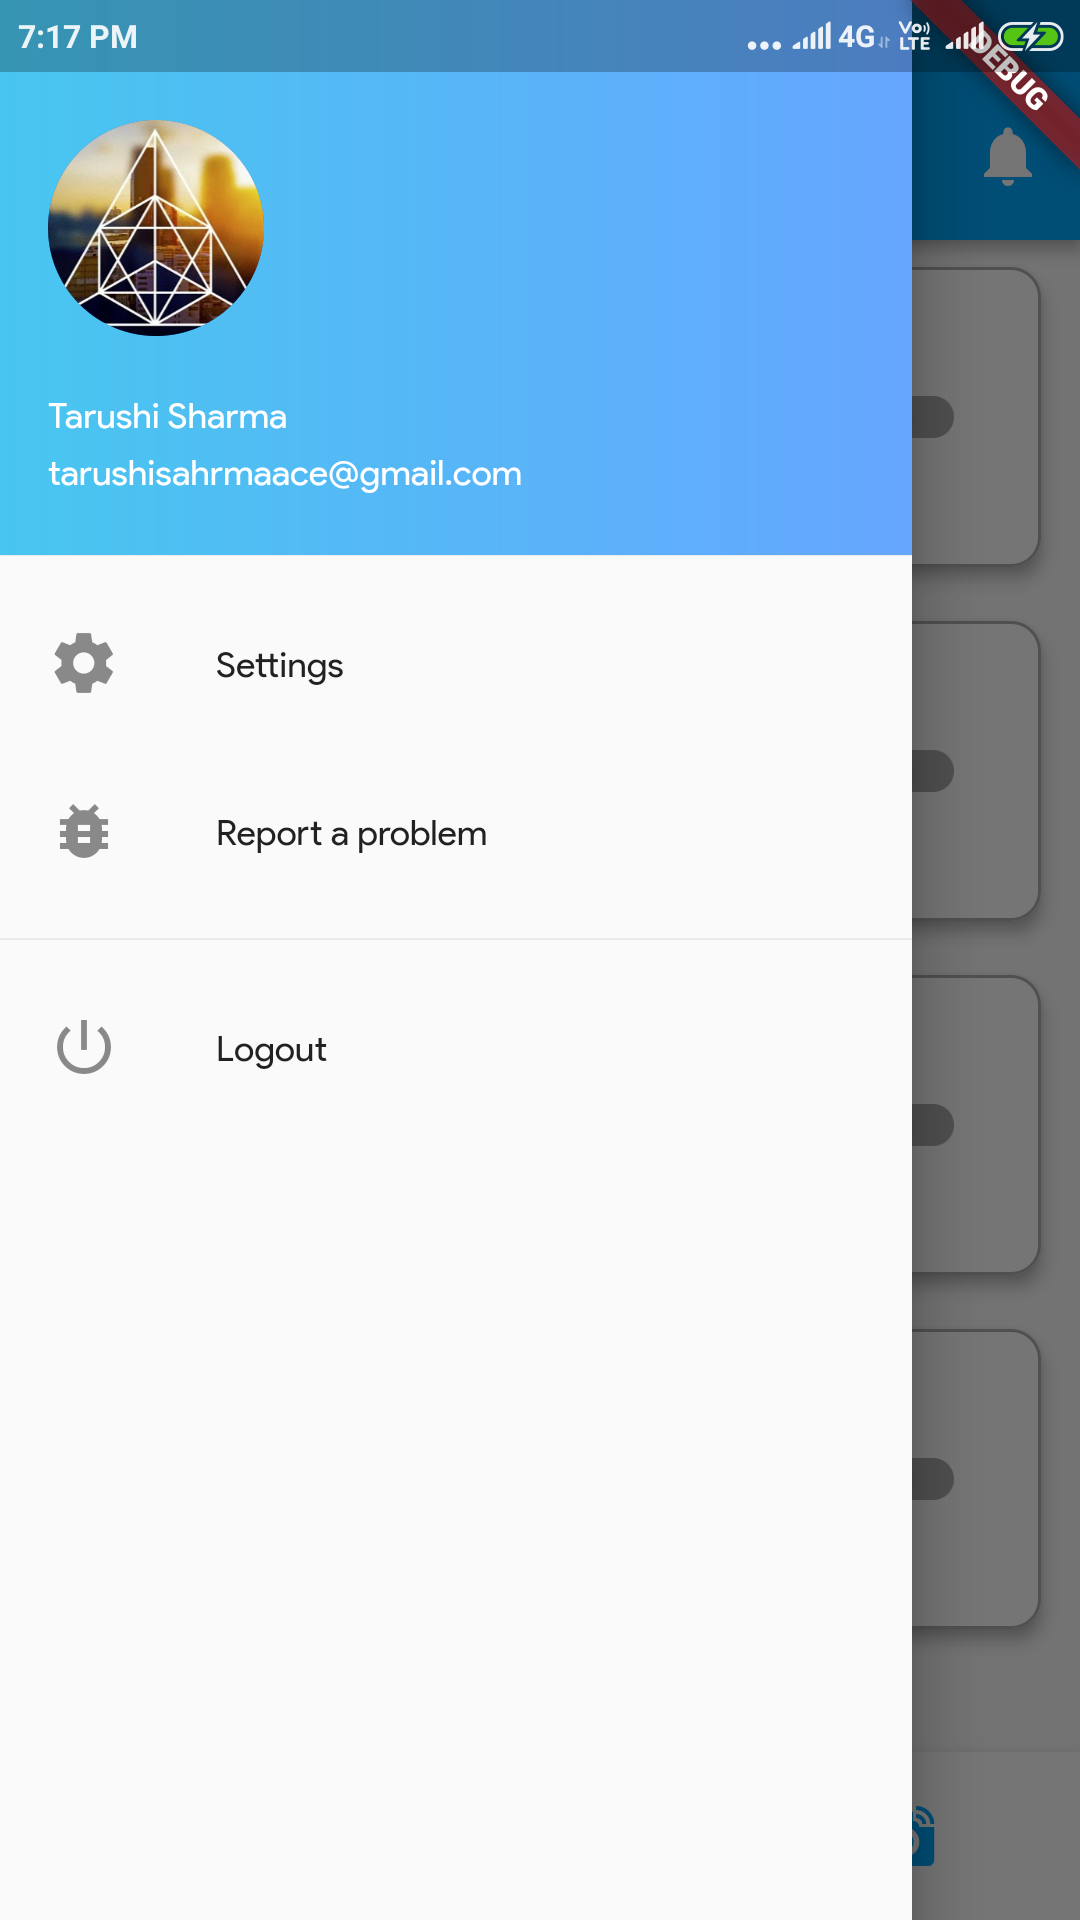 7:17 PM
4G
Vo))
LTE
DEBUG
Tarushi Sharma
tarushisahrmaace@gmail.com
Settings
Report a problem
Logout